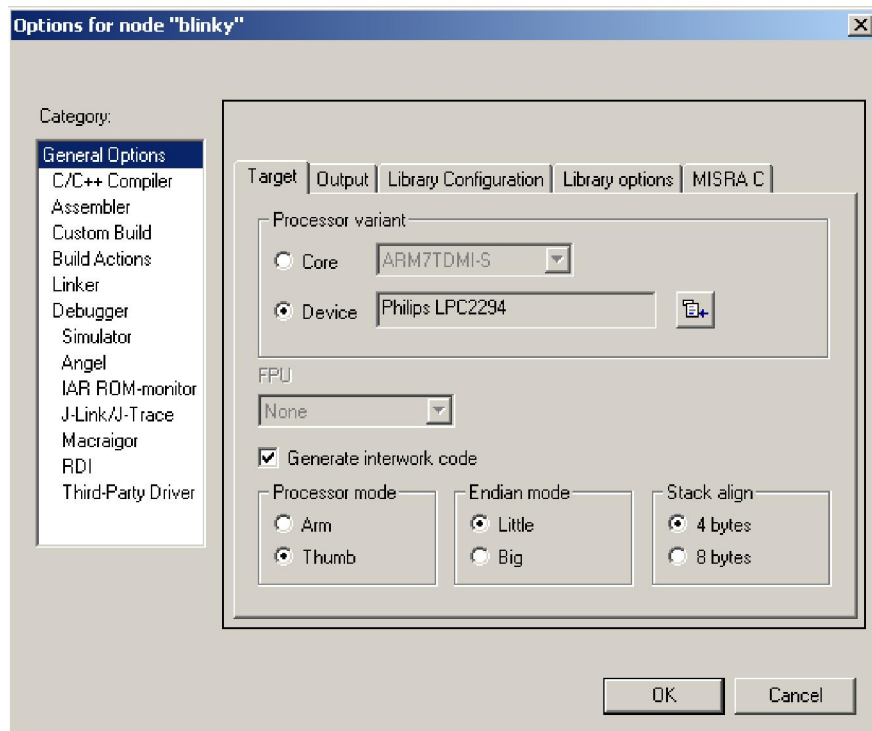 Options for node "blinky"
Category:
General Options
C/C++ Compiler
Assembler
Custom Build
Build Actions
Linker
Debugger
Simulator
Angel
IAR ROM-monitor
J-Link/J-Trace
Macraigor
RDI
Third-Party Driver
Target Output Library Configuration Library options MISRA C
Processor variant
Core ARM7TDMI-S
Device Philips LPC2294
FPU
None
Generate interwork code
Processor mode
Arm
Thumb
Endian mode
Little
Big
Stack align
4 bytes
8 bytes
OK Cancel